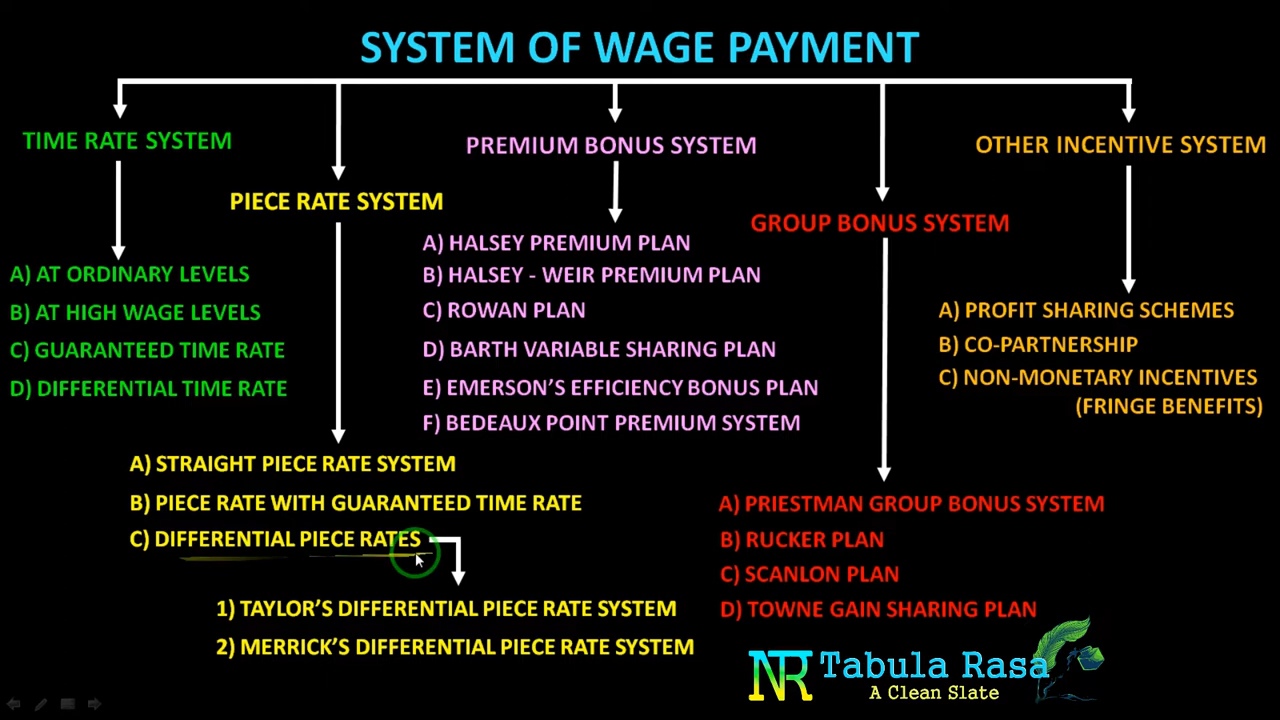 SYSTEM OF WAGE PAYMENT
TIME RATE SYSTEM
A) AT ORDINARY LEVELS
B) AT HIGH WAGE LEVELS
C) GUARANTEED TIME RATE
D) DIFFERENTIAL TIME RATE
PIECE RATE SYSTEM
A) STRAIGHT PIECE RATE SYSTEM
B) PIECE RATE WITH GUARANTEED TIME RATE
C) DIFFERENTIAL PIECE RATES
1) TAYLOR'S DIFFERENTIAL PIECE RATE SYSTEM
2) MERRICK'S DIFFERENTIAL PIECE RATE SYSTEM
PREMIUM BONUS SYSTEM
A) HALSEY PREMIUM PLAN
B) HALSEY - WEIR PREMIUM PLAN
C) ROWAN PLAN
D) BARTH VARIABLE SHARING PLAN
E) EMERSON'S EFFICIENCY BONUS PLAN
F) BEDEAUX POINT PREMIUM SYSTEM
GROUP BONUS SYSTEM
A) PRIESTMAN GROUP BONUS SYSTEM
B) RUCKER PLAN
C) SCANLON PLAN
D) TOWNE GAIN SHARING PLAN
OTHER INCENTIVE SYSTEM
A) PROFIT SHARING SCHEMES
B) CO-PARTNERSHIP
C) NON-MONETARY INCENTIVES
(FRINGE BENEFITS)
NR Tabula Rasa
A Clean Slate